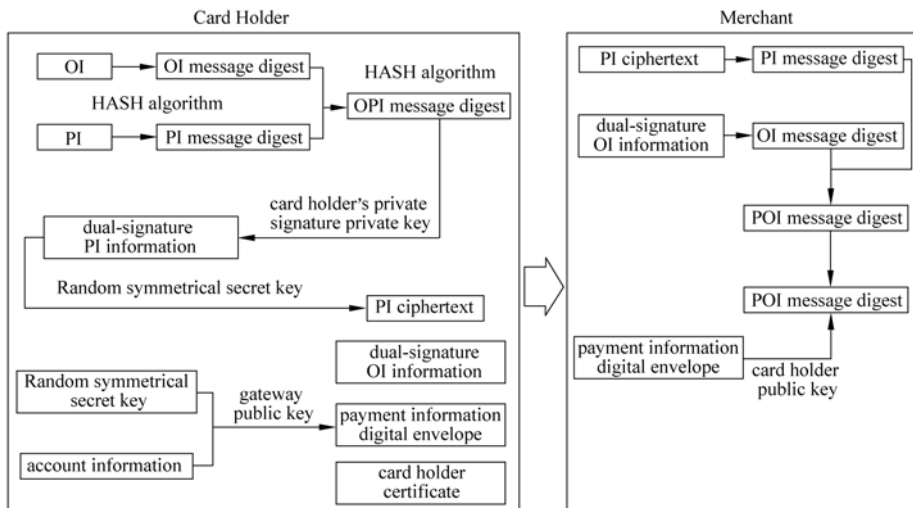 Card Holder
OI
OI message digest
HASH algorithm
HASH algorithm
OPI message digest
PI
PI message digest
card holder's private
signature private key
dual-signature
PI information
Random symmetrical secret key
PI ciphertext
dual-signature
OI information
Random symmetrical
secret key
gateway
public key
payment information
digital envelope
account information
card holder
certificate
Merchant
PI ciphertext
PI message digest
dual-signature
OI information
OI message digest
POI message digest
POI message digest
payment information
digital envelope
card holder
public key